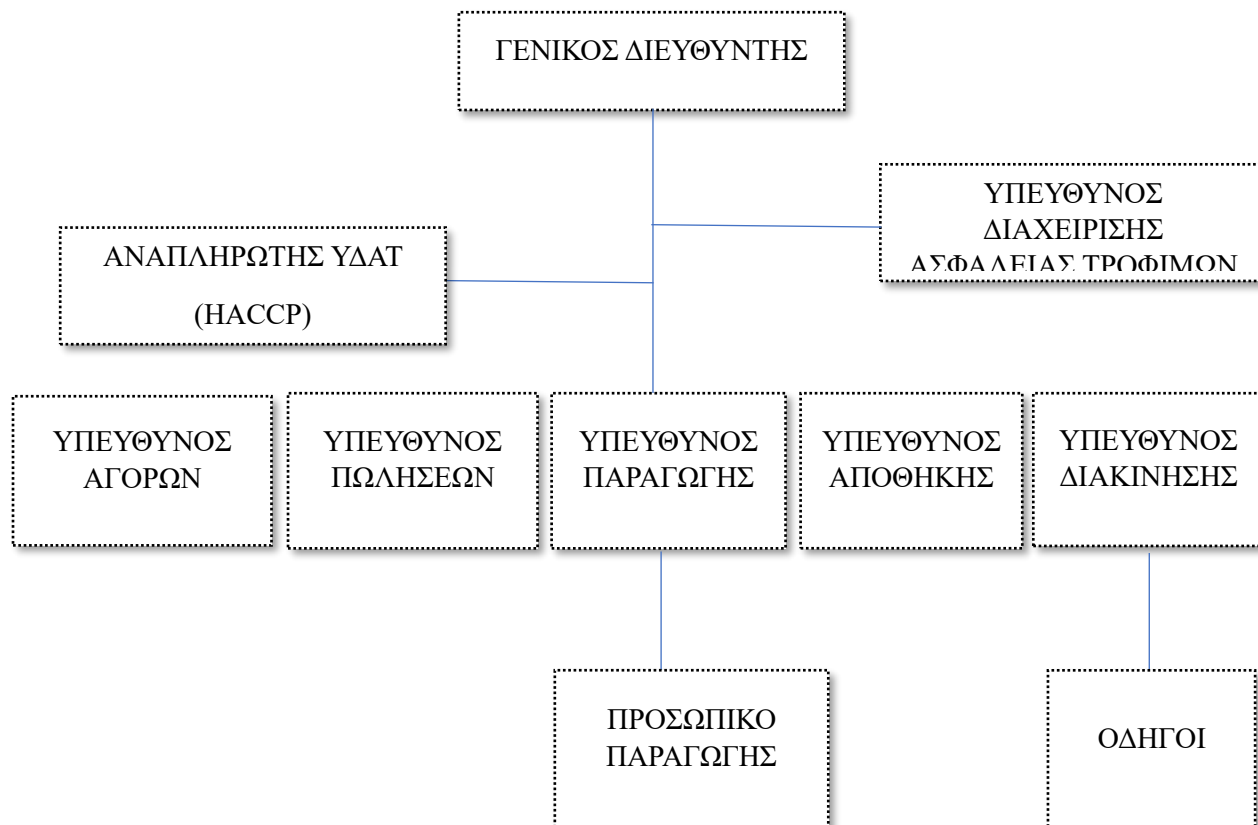 ΓΕΝΙΚΟΣ ΔΙΕΥΘΥΝΤΗΣ
ΥΠΕΥΘΥΝΟΣ
ΔΙΑΧΕΙΡΙΣΗΣ
ΑΣΦΑΛΕΙΑΣ ΤΡΟΦΙΜΩΝ
ΑΝΑΠΛΗΡΩΤΗΣ ΥΔΑΤ
(HACCP)
ΥΠΕΥΘΥΝΟΣ
ΑΓΟΡΩΝ
ΥΠΕΥΘΥΝΟΣ
ΠΩΛΗΣΕΩΝ
ΥΠΕΥΘΥΝΟΣ
ΠΑΡΑΓΩΓΗΣ
ΥΠΕΥΘΥΝΟΣ
ΑΠΟΘΗΚΗΣ
ΥΠΕΥΘΥΝΟΣ
ΔΙΑΚΙΝΗΣΗΣ
ΠΡΟΣΩΠΙΚΟ
ΠΑΡΑΓΩΓΗΣ
ΟΔΗΓΟΙ